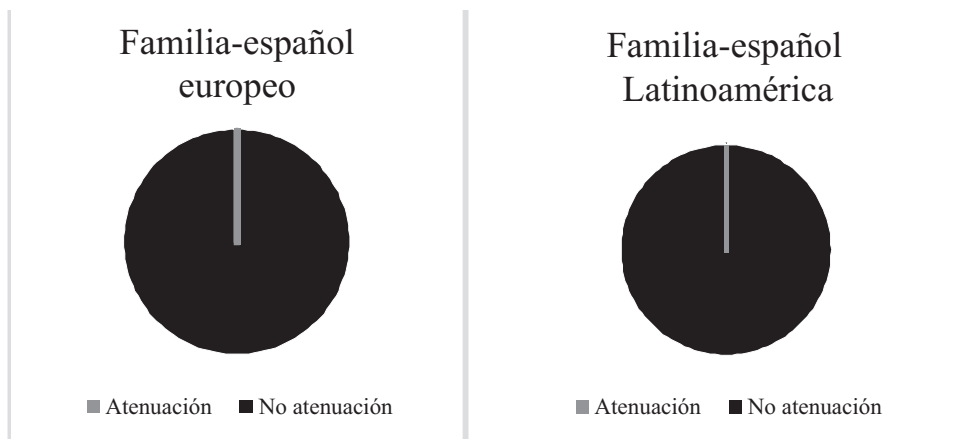 Familia-español
europeo
Atenuación No atenuación
Familia-español
Latinoamérica
Atenuación No atenuación